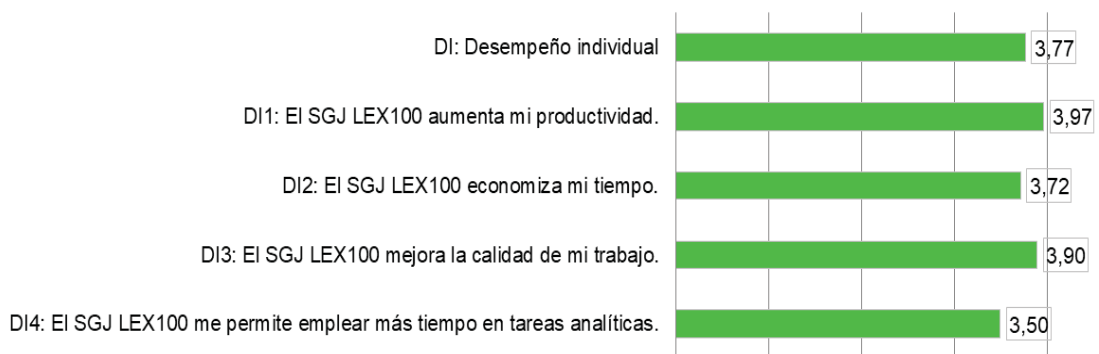 DI: Desempeño individual 3,77
DI1: El SGJ LEX100 aumenta mi productividad. 3,97
DI2: El SGJ LEX100 economiza mi tiempo. 3,72
DI3: El SGJ LEX100 mejora la calidad de mi trabajo. 3,90
DI4: El SGJ LEX100 me permite emplear más tiempo en tareas analíticas. 3,50